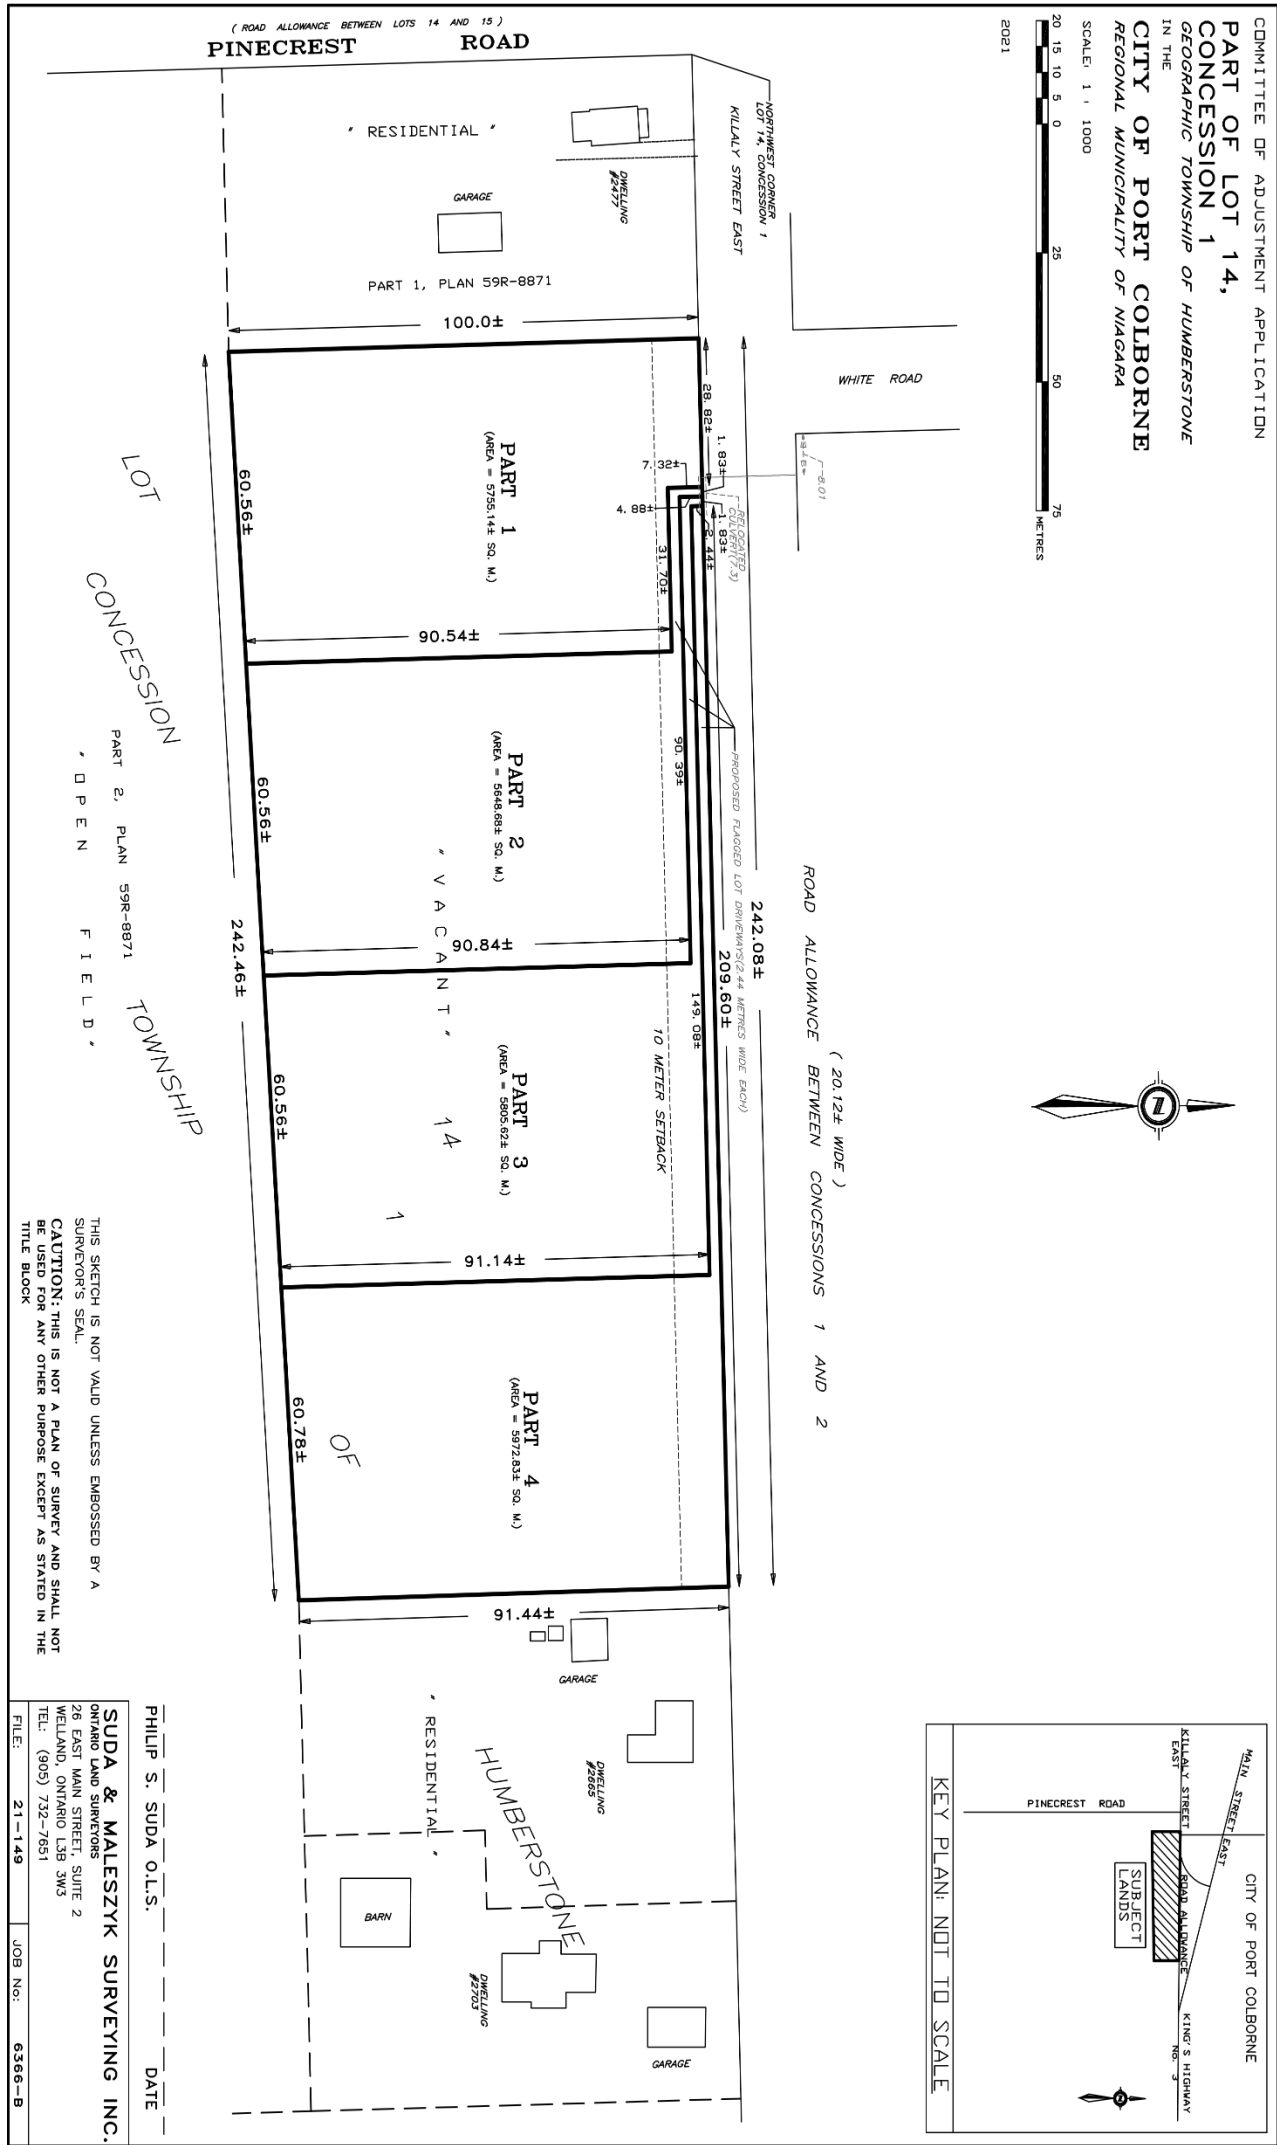 COMMITTEE OF ADJUSTMENT APPLICATION
PART OF LOT 14,
CONCESSION 1
GEOGRAPHIC TOWNSHIP OF HUMBERSTONE
IN THE
CITY OF PORT COLBORNE
REGIONAL MUNICIPALITY OF NIAGARA
SCALE: 1 : 1000
20 15 10 5 0 25 50 75
METRES
2021
( ROAD ALLOWANCE BETWEEN LOTS 14 AND 15 )
PINECREST ROAD
NORTHWEST CORNER
LOT 14, CONCESSION 1
KILLALY STREET EAST
" RESIDENTIAL "
DWELLING
#2477
GARAGE
PART 1, PLAN 59R-8871
100.0±
WHITE ROAD
8.01
RELOCATED
CULVERT(7.3)
28.82±
1.83±
1.83±
2.44±
7.32±
4.88±
31.70±
90.39±
149.08±
PROPOSED FLAGGED LOT DRIVEWAYS(2.44 METRES WIDE EACH)
242.08±
209.60±
( 20.12± WIDE )
ROAD ALLOWANCE BETWEEN CONCESSIONS 1 AND 2
10 METER SETBACK
PART 1
(AREA = 5755.14± SQ. M.)
60.56±
90.54±
PART 2
(AREA = 5648.68± SQ. M.)
60.56±
90.84±
" VACANT "
PART 3
(AREA = 5805.62± SQ. M.)
60.56±
91.14±
PART 4
(AREA = 5972.83± SQ. M.)
60.78±
91.44±
242.46±
LOT
14
CONCESSION
1
TOWNSHIP
OF
HUMBERSTONE
PART 2, PLAN 59R-8871
" OPEN FIELD "
GARAGE
DWELLING
#2665
" RESIDENTIAL "
BARN
DWELLING
#2703
GARAGE
CITY OF PORT COLBORNE
MAIN STREET EAST
KILLALY STREET
EAST
PINECREST ROAD
ROAD ALLOWANCE
KING'S HIGHWAY
No. 3
SUBJECT
LANDS
KEY PLAN: NOT TO SCALE
THIS SKETCH IS NOT VALID UNLESS EMBOSSED BY A
SURVEYOR'S SEAL.
CAUTION: THIS IS NOT A PLAN OF SURVEY AND SHALL NOT
BE USED FOR ANY OTHER PURPOSE EXCEPT AS STATED IN THE
TITLE BLOCK
PHILIP S. SUDA O.L.S. DATE
SUDA & MALESZYK SURVEYING INC.
ONTARIO LAND SURVEYORS
26 EAST MAIN STREET, SUITE 2
WELLAND, ONTARIO L3B 3W3
TEL: (905) 732-7651
FILE: 21-149 JOB No: 6366-B